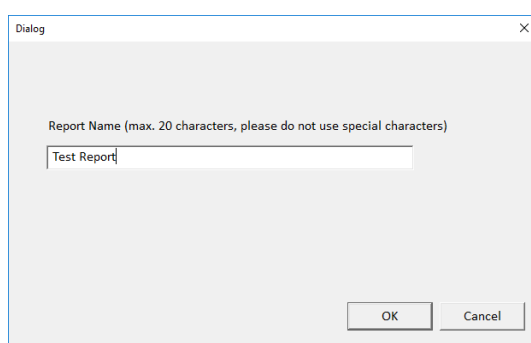 Dialog
Report Name (max. 20 characters, please do not use special characters)
Test Report
OK Cancel